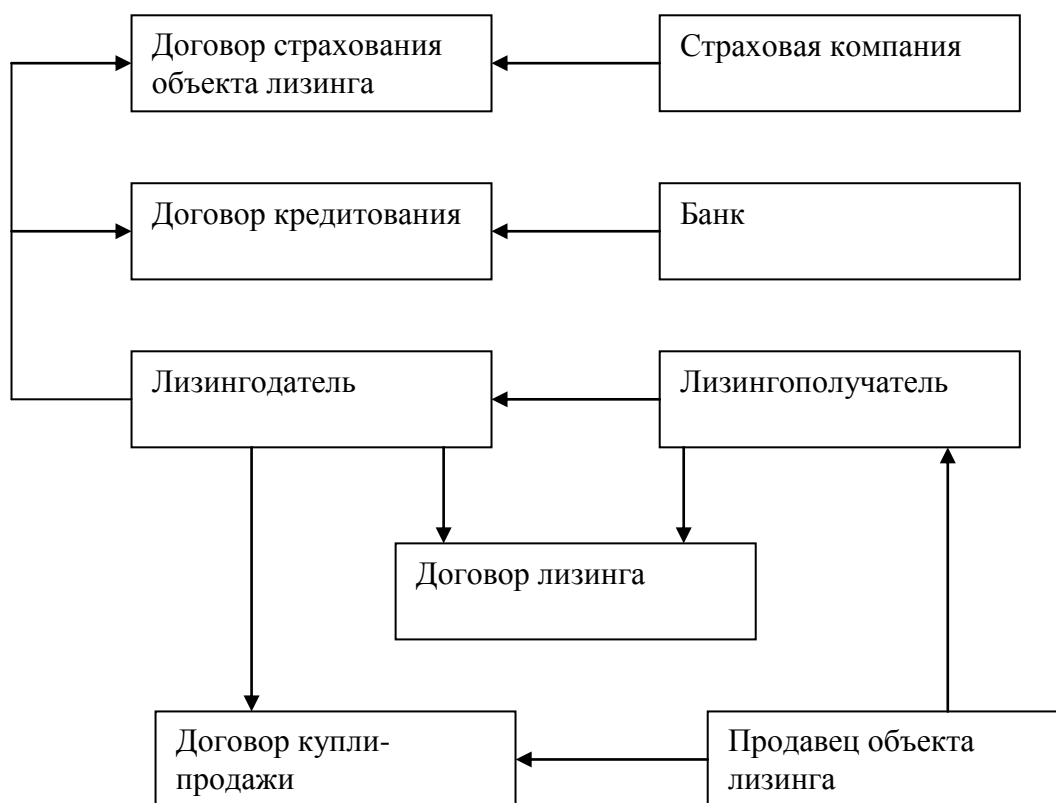 Договор страхования
объекта лизинга
Страховая компания
Договор кредитования
Банк
Лизингодатель
Лизингополучатель
Договор лизинга
Договор купли-
продажи
Продавец объекта
лизинга